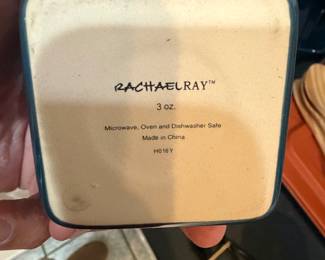 RACHAELRAY™
3 oz.
Microwave, Oven and Dishwasher Safe
Made in China
H016Y